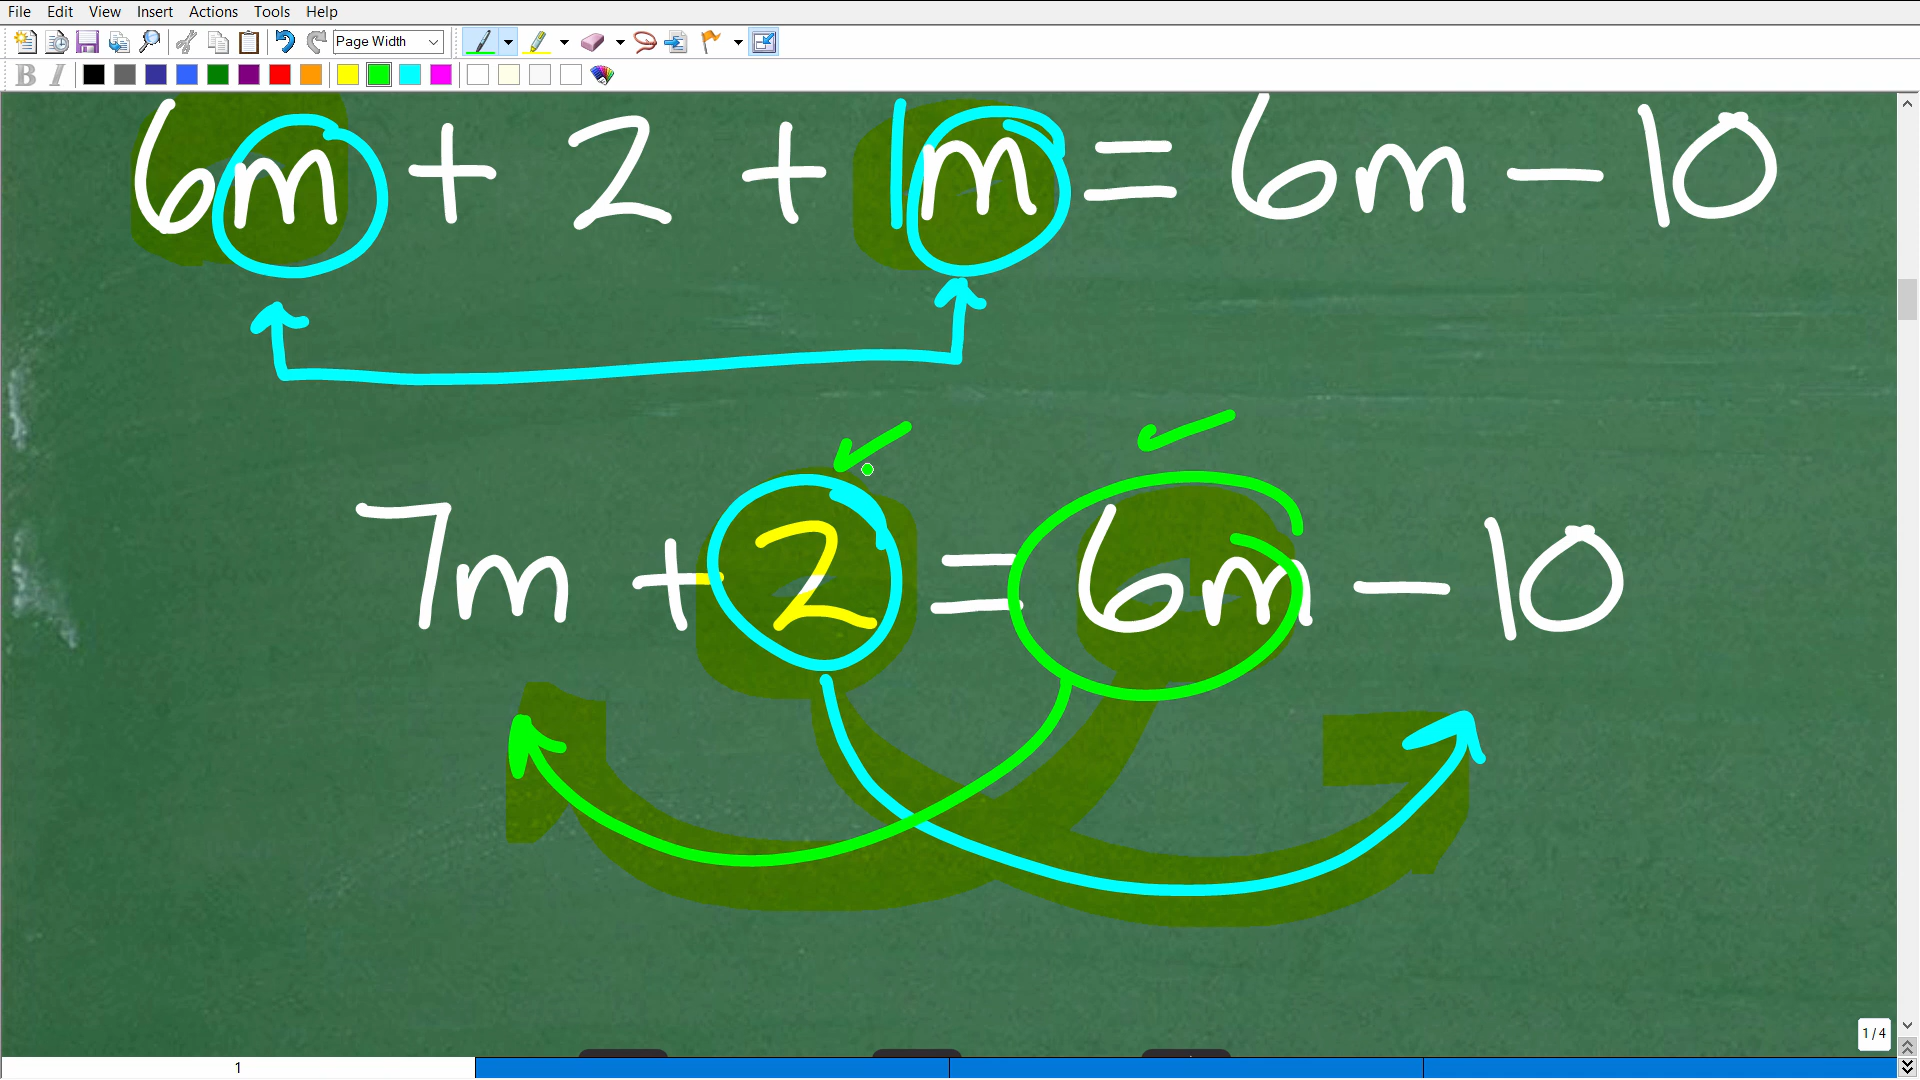 File Edit View Insert Actions Tools Help
Page Width
B I
6m + 2 + 1m = 6m - 10
7m + 2 = 6m - 10
1 / 4
1